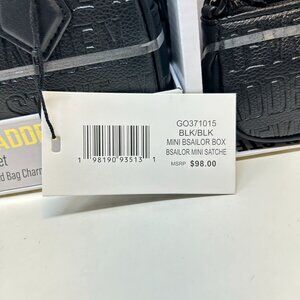 ADDE
et
d Bag Charm
GO371015
BLK/BLK
MINI BSAILOR BOX
BSAILOR MINI SATCHE
MSRP $98.00
1 98190 93513 1